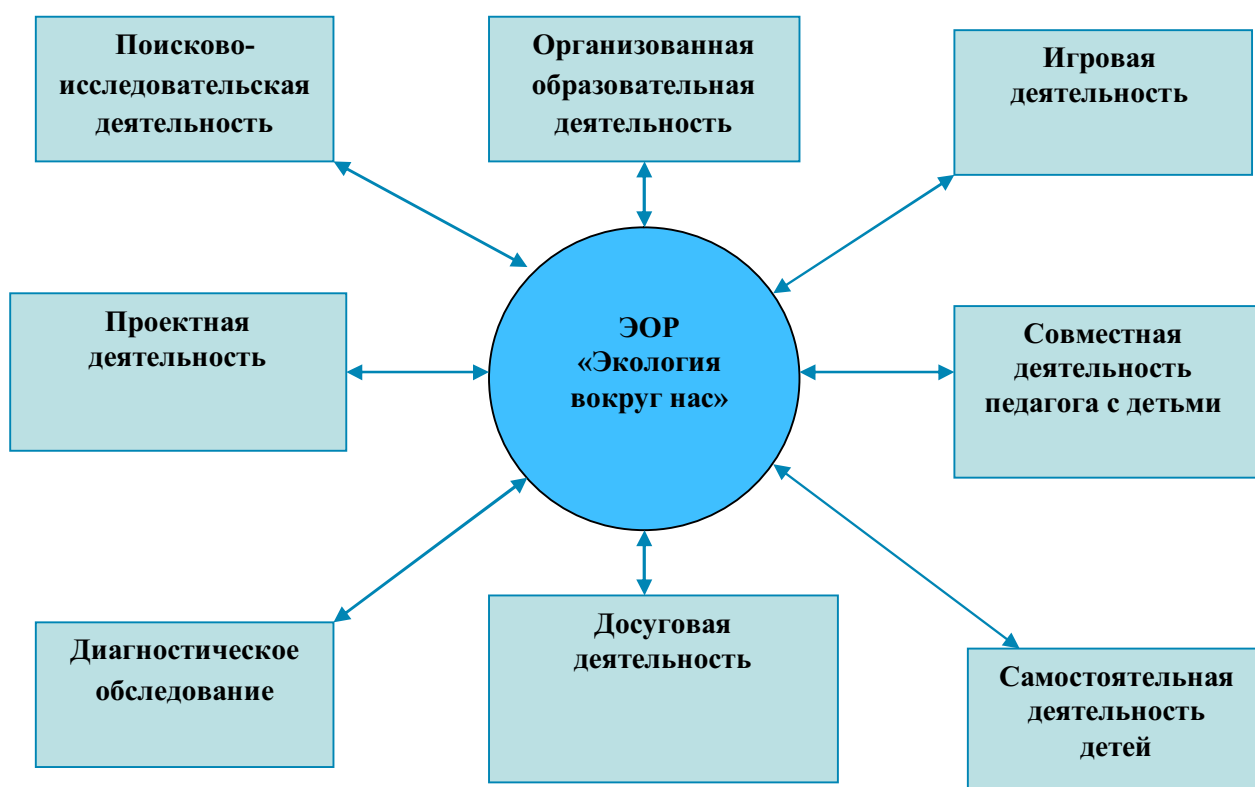 Поисково-
исследовательская
деятельность
Организованная
образовательная
деятельность
Игровая
деятельность
Проектная
деятельность
ЭОР
«Экология
вокруг нас»
Совместная
деятельность
педагога с детьми
Диагностическое
обследование
Досуговая
деятельность
Самостоятельная
деятельность
детей